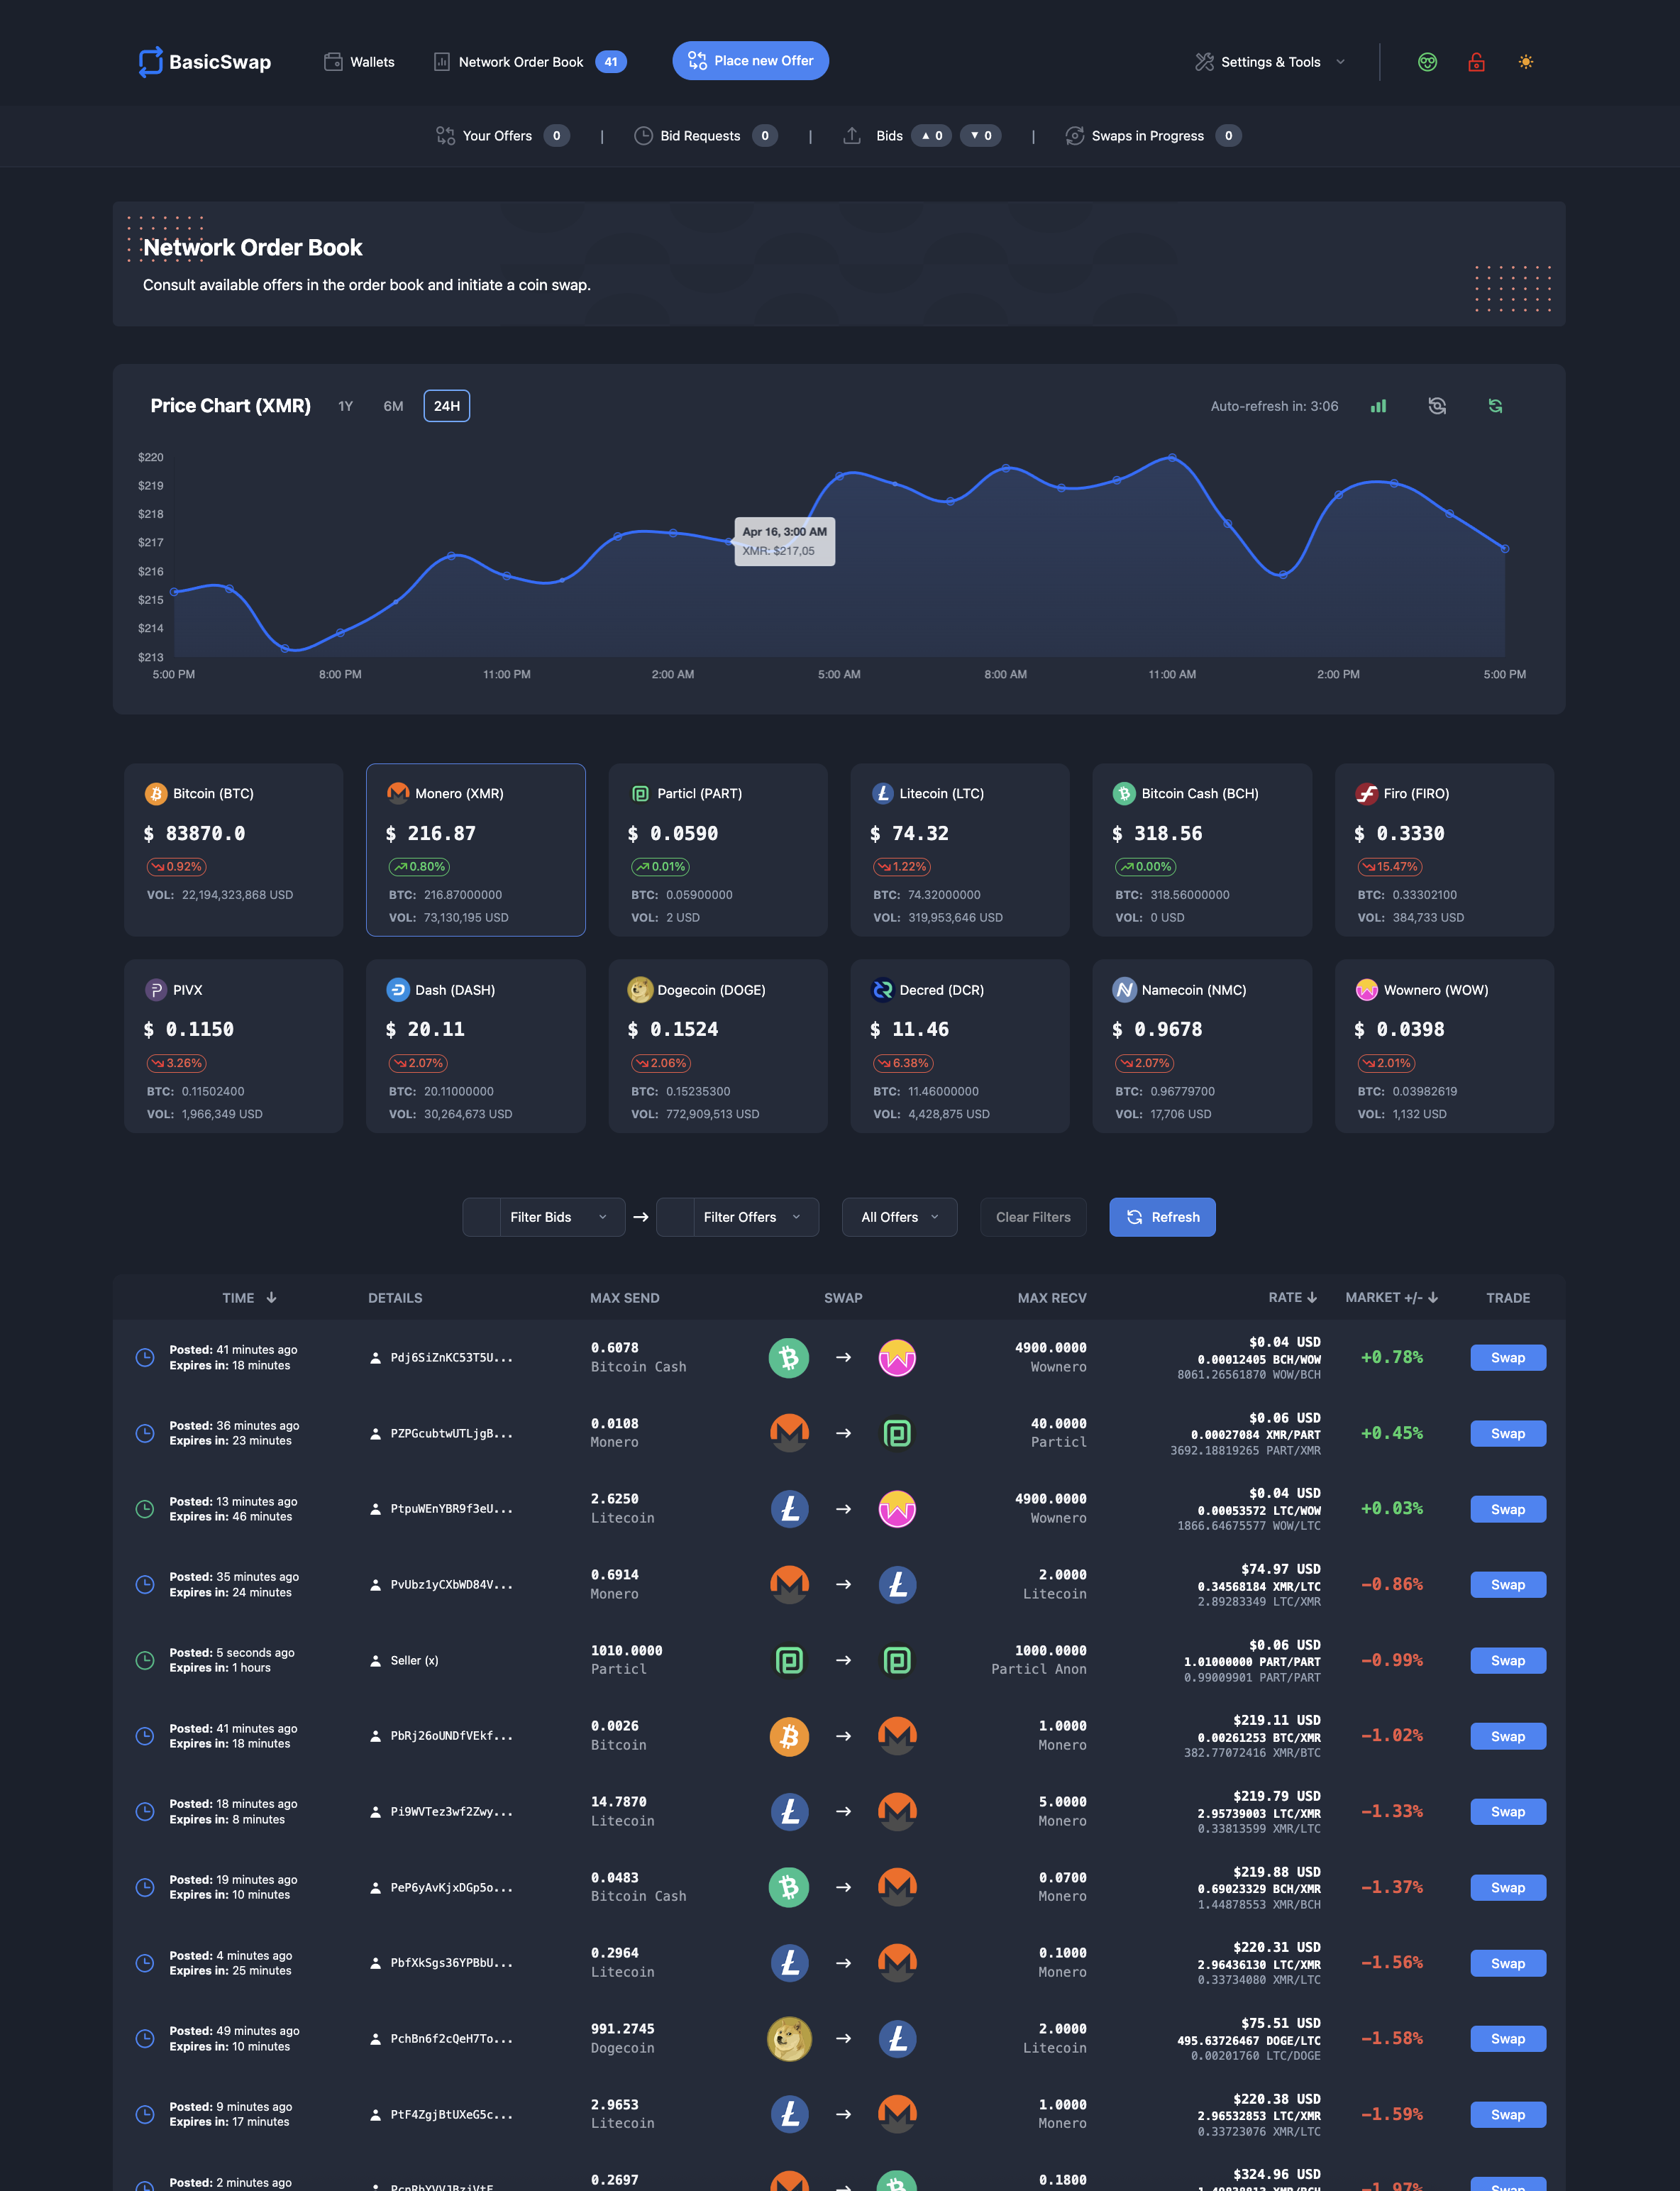 BasicSwap
Wallets
Network Order Book 41
Place new Offer
Settings & Tools
Your Offers 0 | Bid Requests 0 | Bids ▲ 0 ▼ 0 | Swaps in Progress 0
Network Order Book
Consult available offers in the order book and initiate a coin swap.
Price Chart (XMR) 1Y 6M 24H
Auto-refresh in: 3:06
$220
$219
$218
$217
$216
$215
$214
$213
Apr 16, 3:00 AM
XMR: $217,05
5:00 PM 8:00 PM 11:00 PM 2:00 AM 5:00 AM 8:00 AM 11:00 AM 2:00 PM 5:00 PM
Bitcoin (BTC)
$ 83870.0
0.92%
VOL: 22,194,323,868 USD
Monero (XMR)
$ 216.87
0.80%
BTC: 216.87000000
VOL: 73,130,195 USD
Particl (PART)
$ 0.0590
0.01%
BTC: 0.05900000
VOL: 2 USD
Litecoin (LTC)
$ 74.32
1.22%
BTC: 74.32000000
VOL: 319,953,646 USD
Bitcoin Cash (BCH)
$ 318.56
0.00%
BTC: 318.56000000
VOL: 0 USD
Firo (FIRO)
$ 0.3330
15.47%
BTC: 0.33302100
VOL: 384,733 USD
PIVX
$ 0.1150
3.26%
BTC: 0.11502400
VOL: 1,966,349 USD
Dash (DASH)
$ 20.11
2.07%
BTC: 20.11000000
VOL: 30,264,673 USD
Dogecoin (DOGE)
$ 0.1524
2.06%
BTC: 0.15235300
VOL: 772,909,513 USD
Decred (DCR)
$ 11.46
6.38%
BTC: 11.46000000
VOL: 4,428,875 USD
Namecoin (NMC)
$ 0.9678
2.07%
BTC: 0.96779700
VOL: 17,706 USD
Wownero (WOW)
$ 0.0398
2.01%
BTC: 0.03982619
VOL: 1,132 USD
Filter Bids → Filter Offers
All Offers
Clear Filters
Refresh
TIME ↓ DETAILS MAX SEND SWAP MAX RECV RATE ↓ MARKET +/- ↓ TRADE
Posted: 41 minutes ago
Expires in: 18 minutes
Pdj6SiZnKC53T5U...
0.6078
Bitcoin Cash
→
4900.0000
Wownero
$0.04 USD
0.00012405 BCH/WOW
8061.26561870 WOW/BCH
+0.78%
Swap
Posted: 36 minutes ago
Expires in: 23 minutes
PZPGcubtwUTLjgB...
0.0108
Monero
→
40.0000
Particl
$0.06 USD
0.00027084 XMR/PART
3692.18819265 PART/XMR
+0.45%
Swap
Posted: 13 minutes ago
Expires in: 46 minutes
PtpuWEnYBR9f3eU...
2.6250
Litecoin
→
4900.0000
Wownero
$0.04 USD
0.00053572 LTC/WOW
1866.64675577 WOW/LTC
+0.03%
Swap
Posted: 35 minutes ago
Expires in: 24 minutes
PvUbz1yCXbWD84V...
0.6914
Monero
→
2.0000
Litecoin
$74.97 USD
0.34568184 XMR/LTC
2.89283349 LTC/XMR
-0.86%
Swap
Posted: 5 seconds ago
Expires in: 1 hours
Seller (x)
1010.0000
Particl
→
1000.0000
Particl Anon
$0.06 USD
1.01000000 PART/PART
0.99009901 PART/PART
-0.99%
Swap
Posted: 41 minutes ago
Expires in: 18 minutes
PbRj26oUNDfVEkf...
0.0026
Bitcoin
→
1.0000
Monero
$219.11 USD
0.00261253 BTC/XMR
382.77072416 XMR/BTC
-1.02%
Swap
Posted: 18 minutes ago
Expires in: 8 minutes
Pi9WVTez3wf2Zwy...
14.7870
Litecoin
→
5.0000
Monero
$219.79 USD
2.95739003 LTC/XMR
0.33813599 XMR/LTC
-1.33%
Swap
Posted: 19 minutes ago
Expires in: 10 minutes
PeP6yAvKjxDGp5o...
0.0483
Bitcoin Cash
→
0.0700
Monero
$219.88 USD
0.69023329 BCH/XMR
1.44878553 XMR/BCH
-1.37%
Swap
Posted: 4 minutes ago
Expires in: 25 minutes
PbfXkSgs36YPBbU...
0.2964
Litecoin
→
0.1000
Monero
$220.31 USD
2.96436130 LTC/XMR
0.33734080 XMR/LTC
-1.56%
Swap
Posted: 49 minutes ago
Expires in: 10 minutes
PchBn6f2cQeH7To...
991.2745
Dogecoin
→
2.0000
Litecoin
$75.51 USD
495.63726467 DOGE/LTC
0.00201760 LTC/DOGE
-1.58%
Swap
Posted: 9 minutes ago
Expires in: 17 minutes
PtF4ZgjBtUXeG5c...
2.9653
Litecoin
→
1.0000
Monero
$220.38 USD
2.96532853 LTC/XMR
0.33723076 XMR/LTC
-1.59%
Swap
Posted: 2 minutes ago
0.2697
0.1800
$324.96 USD
-1.97%
Swap